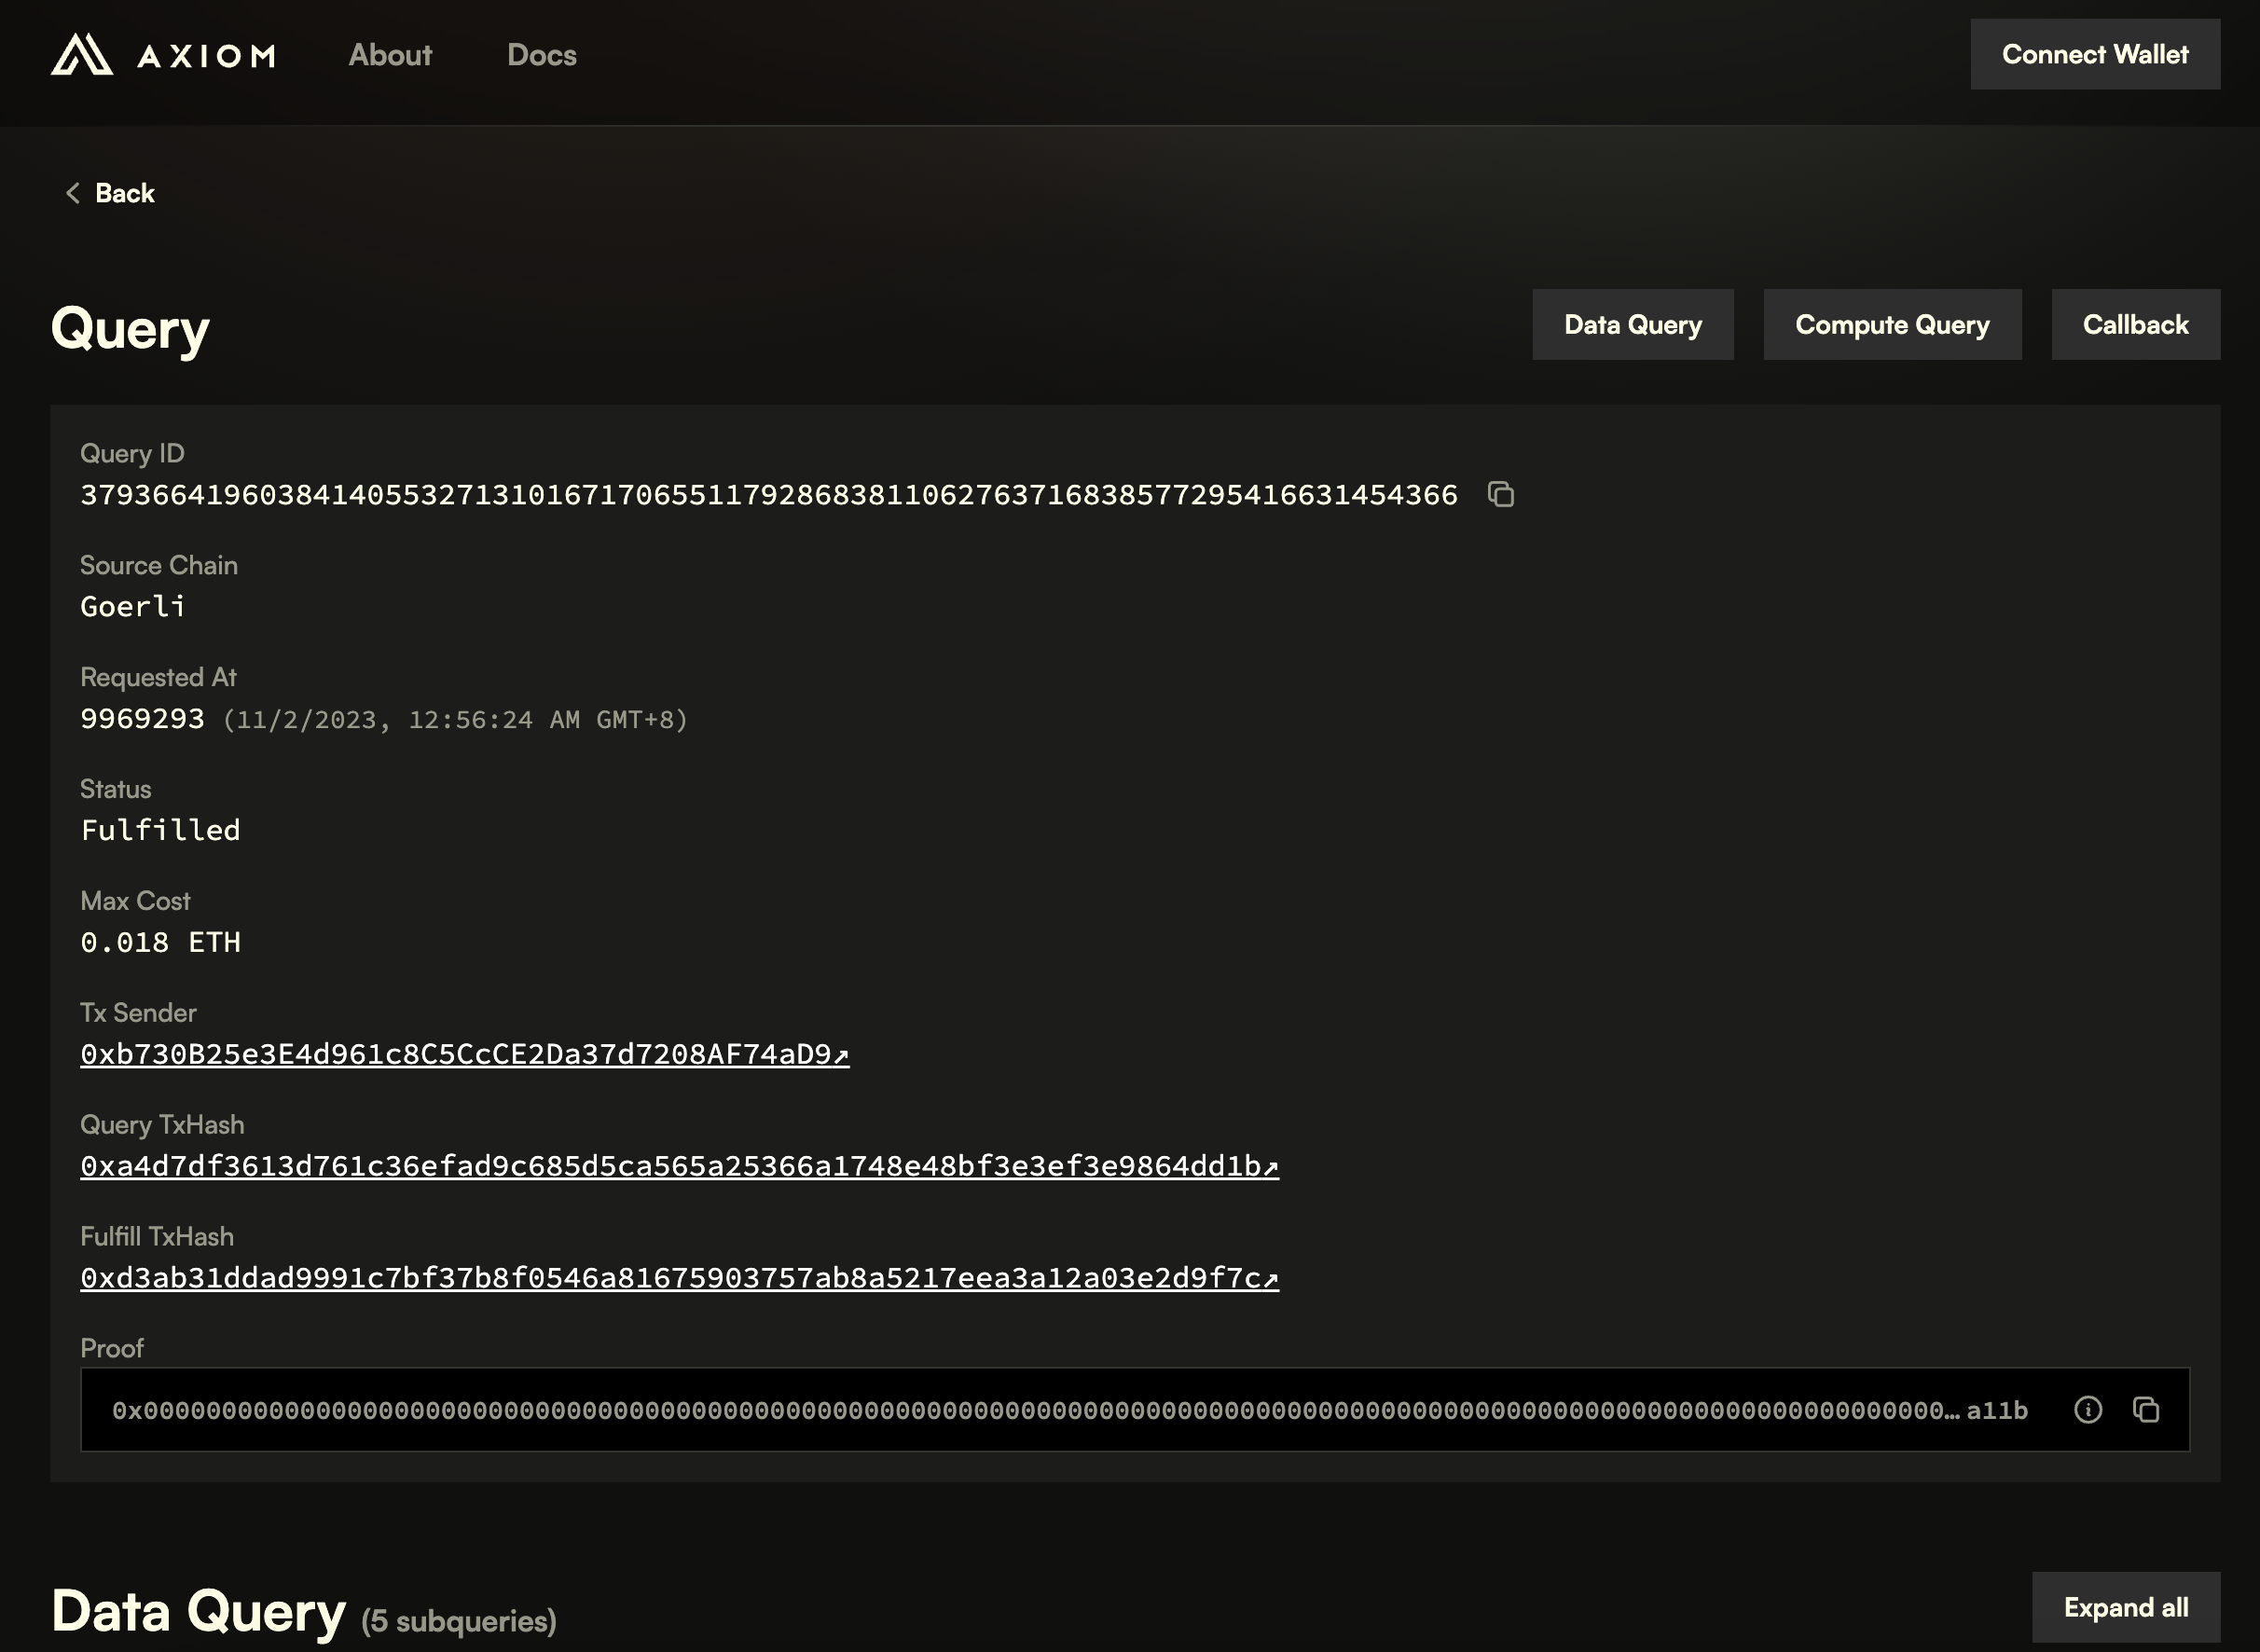 AXIOM
About
Docs
Connect Wallet
Back
Query
Data Query
Compute Query
Callback
Query ID
37936641960384140553271310167170655117928683811062763716838577295416631454366
Source Chain
Goerli
Requested At
9969293 (11/2/2023, 12:56:24 AM GMT+8)
Status
Fulfilled
Max Cost
0.018 ETH
Tx Sender
0xb730B25e3E4d961c8C5CcCE2Da37d7208AF74aD9↗
Query TxHash
0xa4d7df3613d761c36efad9c685d5ca565a25366a1748e48bf3e3ef3e9864dd1b↗
Fulfill TxHash
0xd3ab31ddad9991c7bf37b8f0546a81675903757ab8a5217eea3a12a03e2d9f7c↗
Proof
0x0000000000000000000000000000000000000000000000000000000000000000000000000000000000000000000000000000000000000000000… a11b
Data Query (5 subqueries)
Expand all